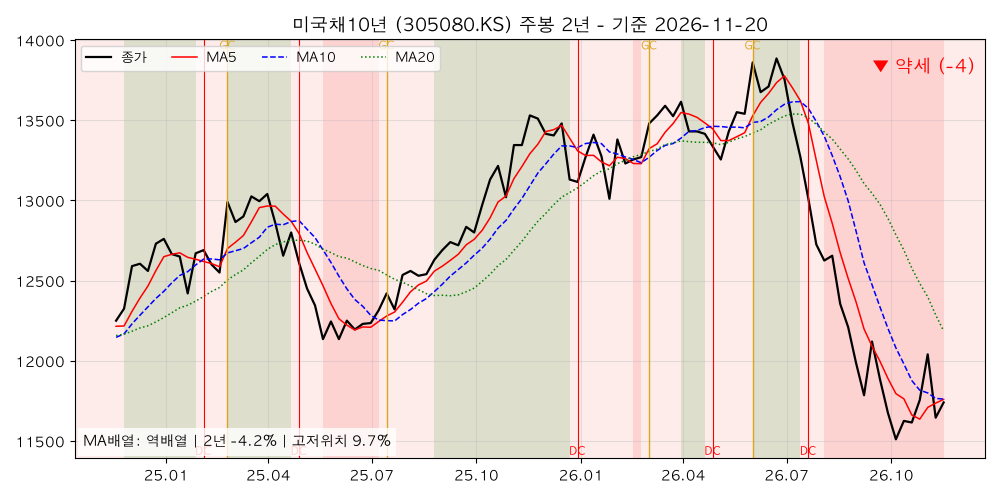 미국채10년 (305080.KS) 주봉 2년 - 기준 2026-11-20
14000
13500
13000
12500
12000
11500
종가 MA5 MA10 MA20
GC GC GC GC
▼ 약세 (-4)
MA배열: 역배열 | 2년 -4.2% | 고저위치 9.7%
DC DC DC DC DC
25.01 25.04 25.07 25.10 26.01 26.04 26.07 26.10